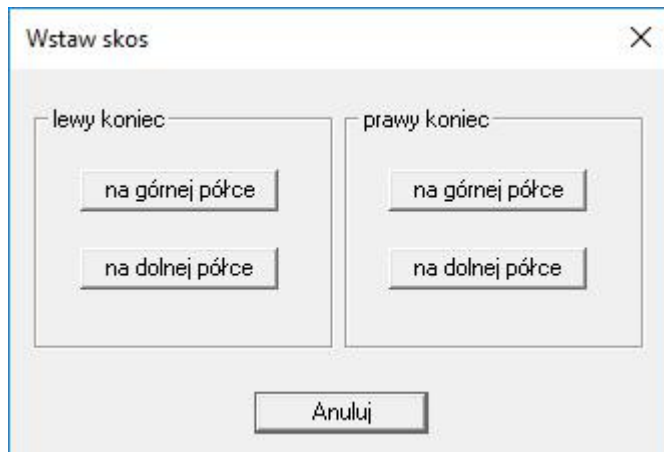 Wstaw skos
lewy koniec
na górnej półce
na dolnej półce
prawy koniec
na górnej półce
na dolnej półce
Anuluj